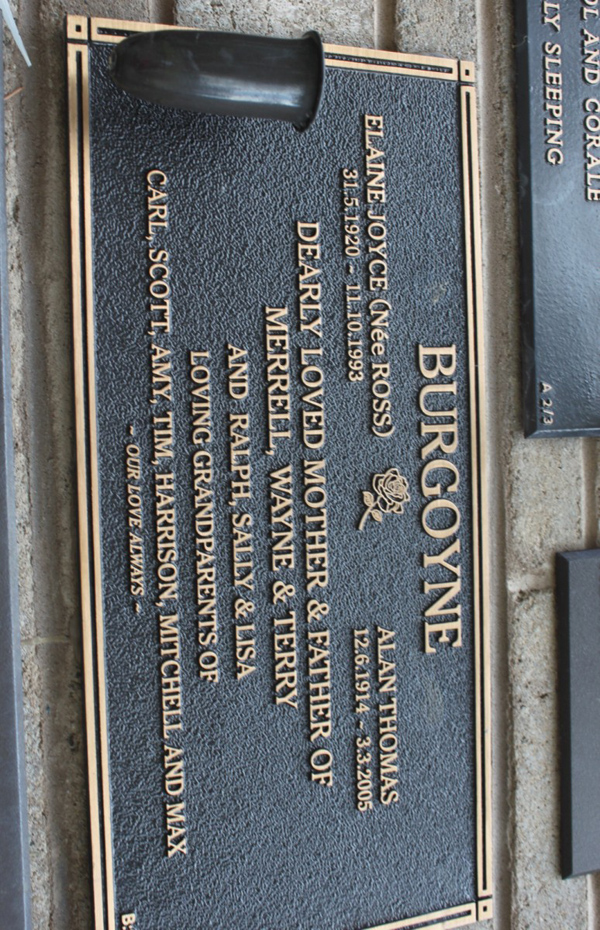 BURGOYNE
ELAINE JOYCE (Née ROSS)
31.5.1920 ~ 11.10.1993
ALAN THOMAS
12.6.1914 ~ 3.3.2005
DEARLY LOVED MOTHER & FATHER OF
MERRELL, WAYNE & TERRY
AND RALPH, SALLY & LISA
LOVING GRANDPARENTS OF
CARL, SCOTT, AMY, TIM, HARRISON, MITCHELL AND MAX
~ OUR LOVE ALWAYS ~
AND CORALE
SLEEPING
A 2/3